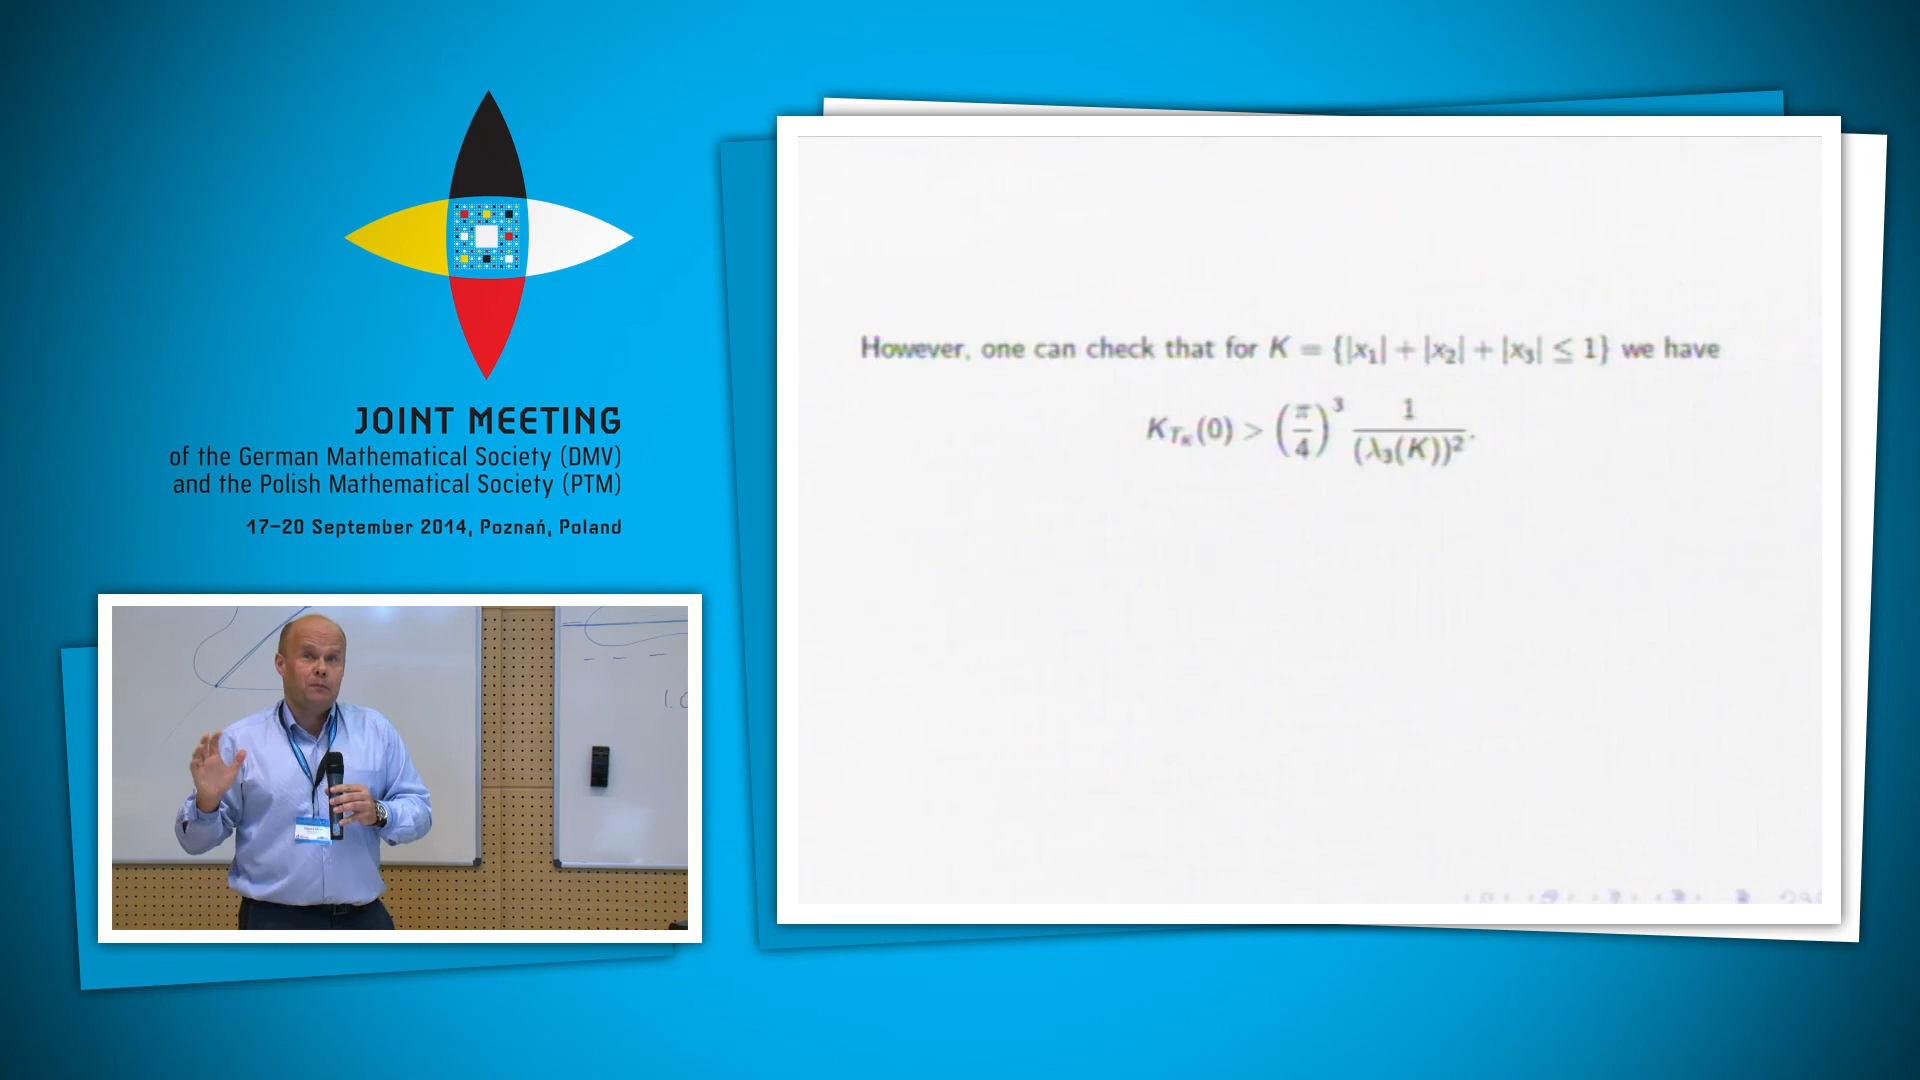 JOINT MEETING
of the German Mathematical Society (DMV)
and the Polish Mathematical Society (PTM)
17–20 September 2014, Poznań, Poland
However, one can check that for K = {|x₁| + |x₂| + |x₃| ≤ 1} we have
K_{T_K}(0) > (π/4)³ 1/(λ₃(K))².